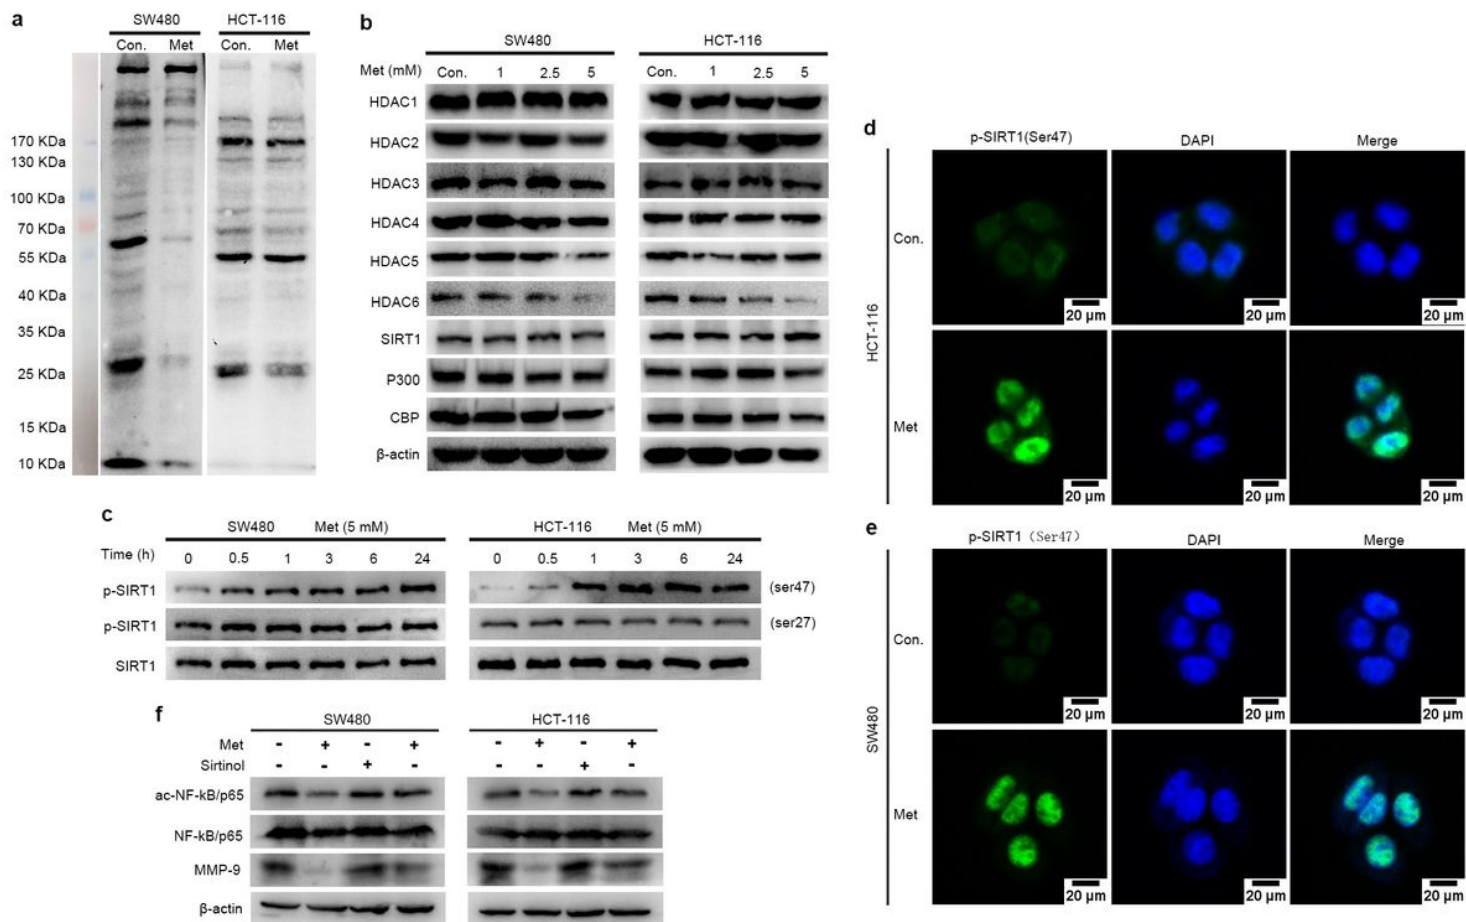 a
SW480 HCT-116
Con. Met Con. Met
170 KDa
130 KDa
100 KDa
70 KDa
55 KDa
40 KDa
35 KDa
25 KDa
15 KDa
10 KDa
b
SW480 HCT-116
Met (mM) Con. 1 2.5 5 Con. 1 2.5 5
HDAC1
HDAC2
HDAC3
HDAC4
HDAC5
HDAC6
SIRT1
P300
CBP
β-actin
c
SW480 Met (5 mM) HCT-116 Met (5 mM)
Time (h) 0 0.5 1 3 6 24 0 0.5 1 3 6 24
p-SIRT1 (ser47)
p-SIRT1 (ser27)
SIRT1
d
p-SIRT1(Ser47) DAPI Merge
HCT-116
Con.
20 μm 20 μm 20 μm
Met
20 μm 20 μm 20 μm
e
p-SIRT1 (Ser47) DAPI Merge
SW480
Con.
20 μm 20 μm 20 μm
Met
20 μm 20 μm 20 μm
f
SW480 HCT-116
Met - + - + - + - +
Sirtinol - - + - - - + -
ac-NF-kB/p65
NF-kB/p65
MMP-9
β-actin